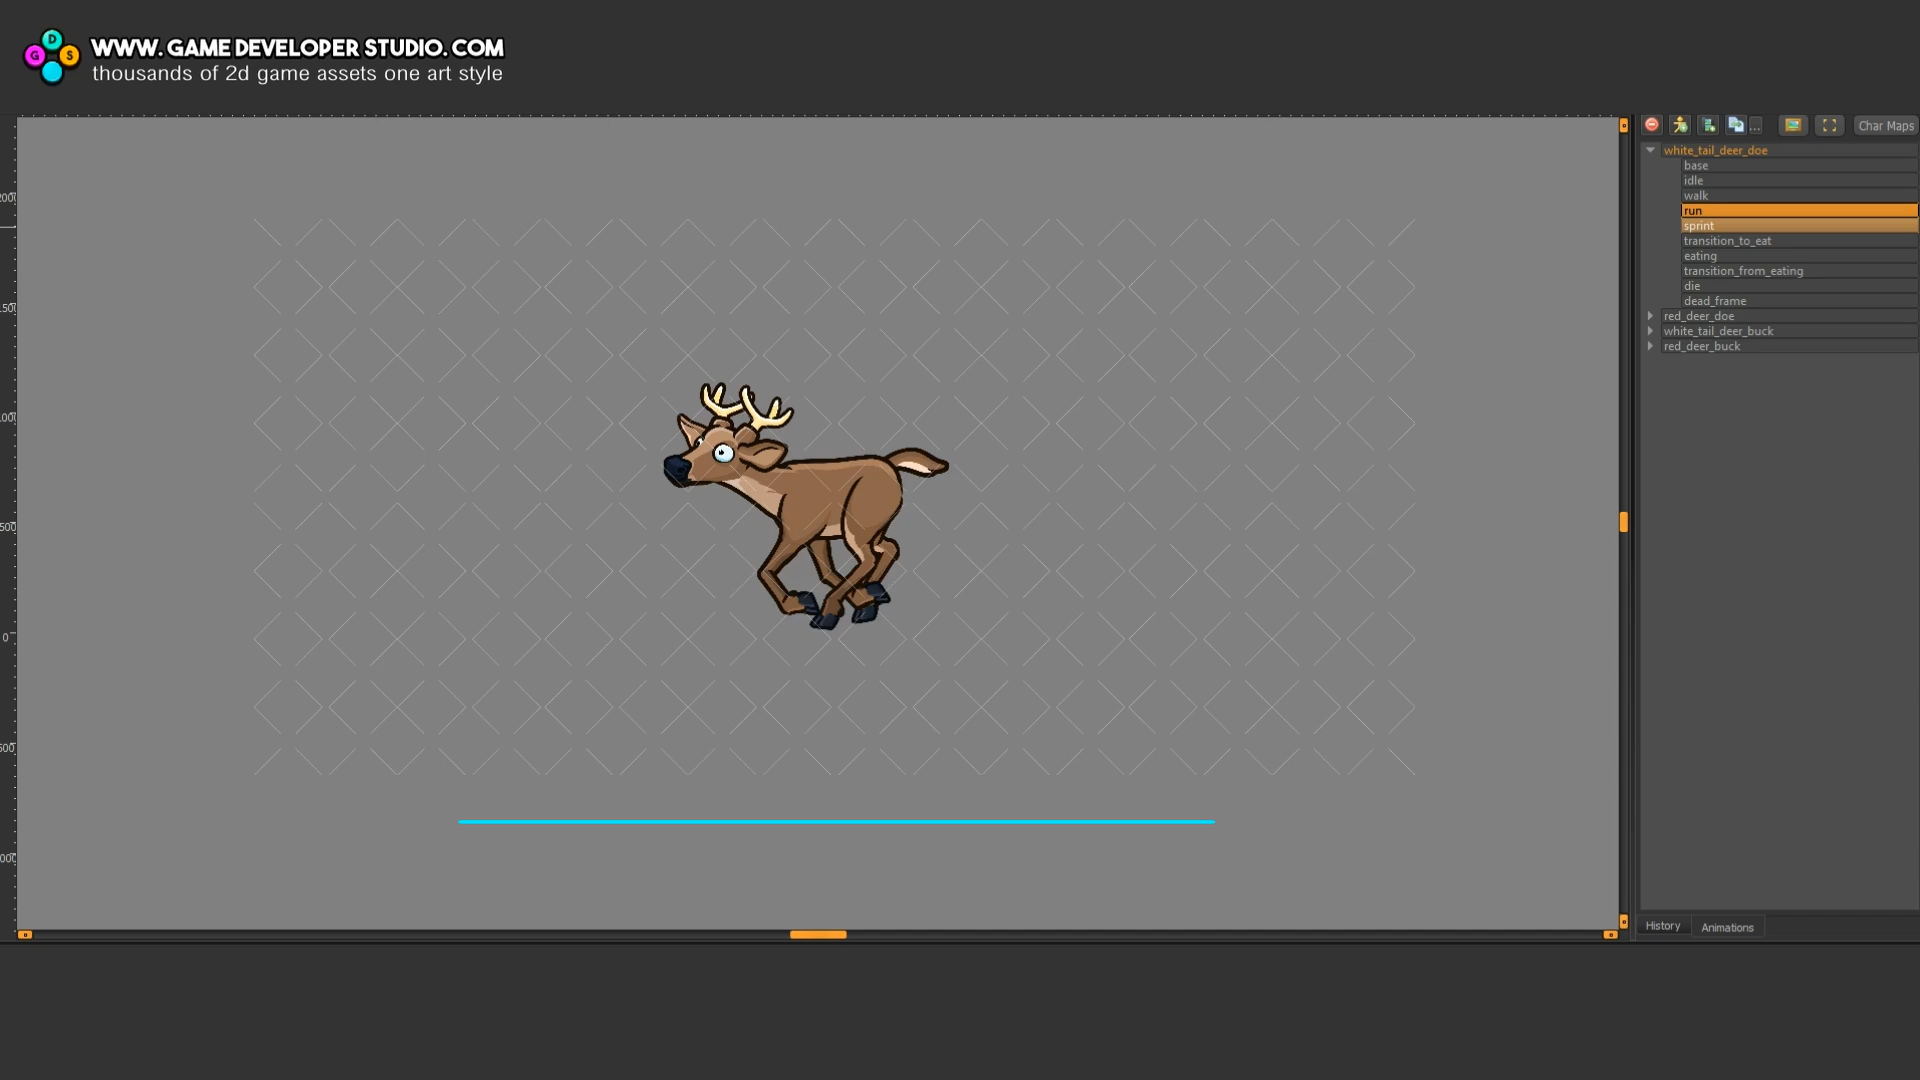 D
G
S
WWW. GAME DEVELOPER STUDIO. COM
thousands of 2d game assets one art style
Char Maps
white_tail_deer_doe
base
idle
walk
run
sprint
transition_to_eat
eating
transition_from_eating
die
dead_frame
red_deer_doe
white_tail_deer_buck
red_deer_buck
0
History
Animations